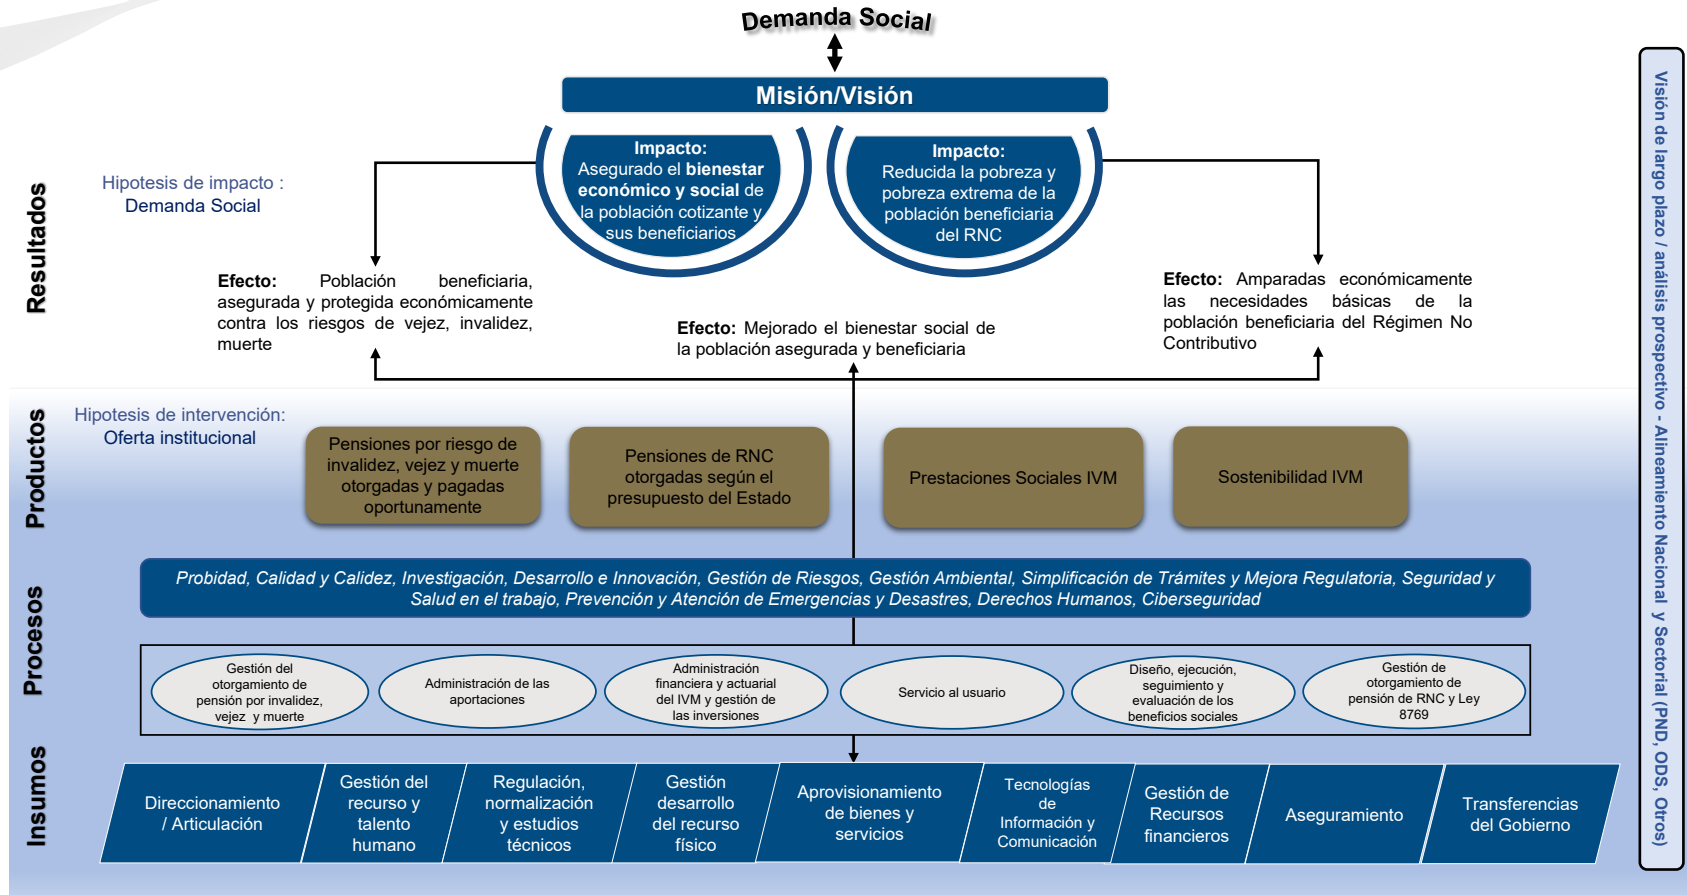 Demanda Social
Misión/Visión
Resultados
Hipotesis de impacto :
Demanda Social
Impacto:
Asegurado el bienestar
económico y social de
la población cotizante y
sus beneficiarios
Impacto:
Reducida la pobreza y
pobreza extrema de la
población beneficiaria
del RNC
Efecto: Población beneficiaria,
asegurada y protegida económicamente
contra los riesgos de vejez, invalidez,
muerte
Efecto: Mejorado el bienestar social de
la población asegurada y beneficiaria
Efecto: Amparadas económicamente
las necesidades básicas de la
población beneficiaria del Régimen No
Contributivo
Productos
Hipotesis de intervención:
Oferta institucional
Pensiones por riesgo de
invalidez, vejez y muerte
otorgadas y pagadas
oportunamente
Pensiones de RNC
otorgadas según el
presupuesto del Estado
Prestaciones Sociales IVM
Sostenibilidad IVM
Procesos
Probidad, Calidad y Calidez, Investigación, Desarrollo e Innovación, Gestión de Riesgos, Gestión Ambiental, Simplificación de Trámites y Mejora Regulatoria, Seguridad y
Salud en el trabajo, Prevención y Atención de Emergencias y Desastres, Derechos Humanos, Ciberseguridad
Gestión del
otorgamiento de
pensión por invalidez,
vejez y muerte
Administración de las
aportaciones
Administración
financiera y actuarial
del IVM y gestión de
las inversiones
Servicio al usuario
Diseño, ejecución,
seguimiento y
evaluación de los
beneficios sociales
Gestión de
otorgamiento de
pensión de RNC y Ley
8769
Insumos
Direccionamiento
/ Articulación
Gestión del
recurso y
talento
humano
Regulación,
normalización
y estudios
técnicos
Gestión
desarrollo
del recurso
físico
Aprovisionamiento
de bienes y
servicios
Tecnologías
de
Información y
Comunicación
Gestión de
Recursos
financieros
Aseguramiento
Transferencias
del Gobierno
Visión de largo plazo / análisis prospectivo - Alineamiento Nacional y Sectorial (PND, ODS, Otros)